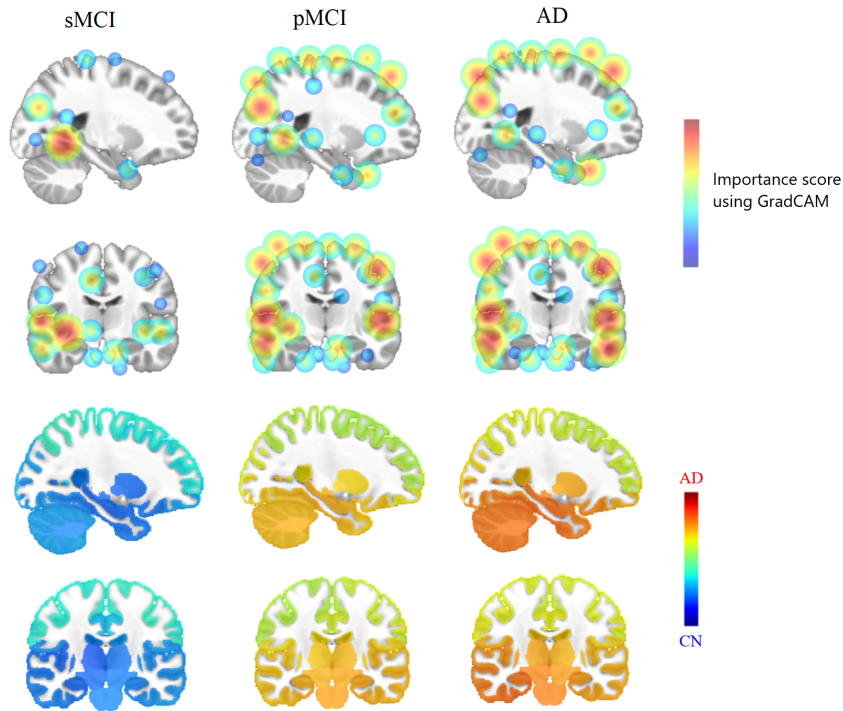 sMCI
pMCI
AD
Importance score
using GradCAM
AD
CN